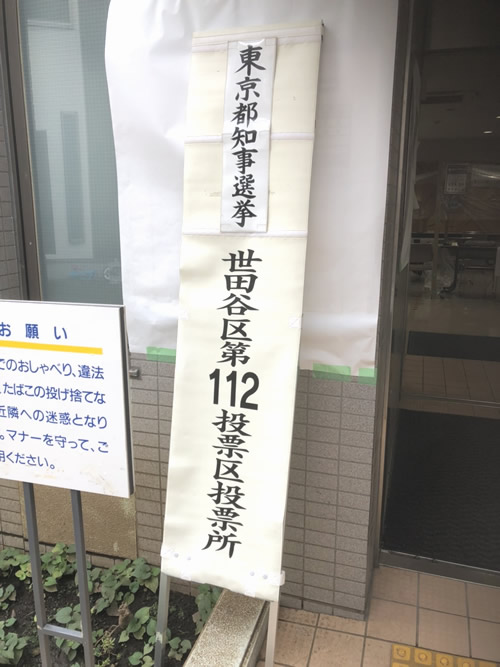 東京都知事選挙
世田谷区第112投票区投票所
お願い
でのおしゃべり、違法
たばこの投げ捨てな
近隣への迷惑となり
。マナーを守って、ご
用ください。